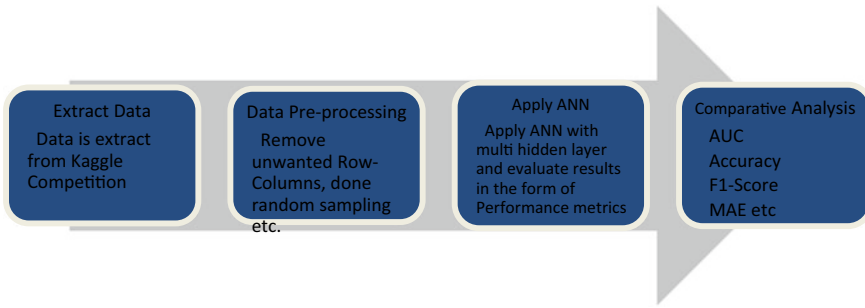 Extract Data
Data is extract
from Kaggle
Competition
Data Pre-processing
Remove
unwanted Row-
Columns, done
random sampling
etc.
Apply ANN
Apply ANN with
multi hidden layer
and evaluate results
in the form of
Performance metrics
Comparative Analysis
AUC
Accuracy
F1-Score
MAE etc